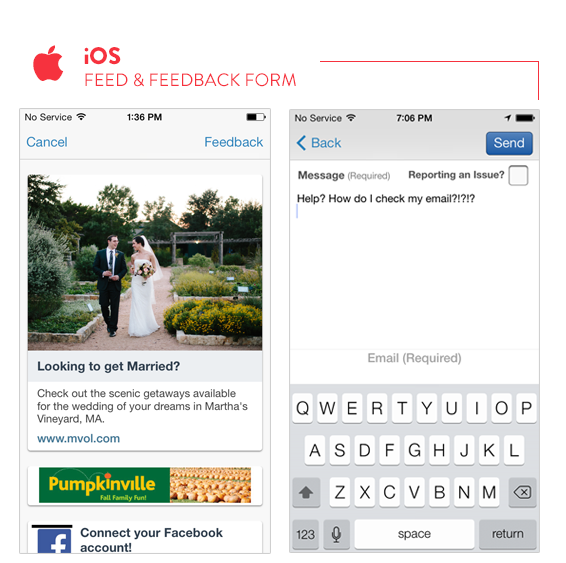 iOS
FEED & FEEDBACK FORM
No Service 1:36 PM
Cancel Feedback
Looking to get Married?
Check out the scenic getaways available
for the wedding of your dreams in Martha's
Vineyard, MA.
www.mvol.com
Pumpkinville
Fall Family Fun!
f Connect your Facebook
account!
No Service 7:06 PM
Back Send
Message (Required) Reporting an Issue?
Help? How do I check my email?!?!?
Email (Required)
Q W E R T Y U I O P
A S D F G H J K L
Z X C V B N M
123 space return